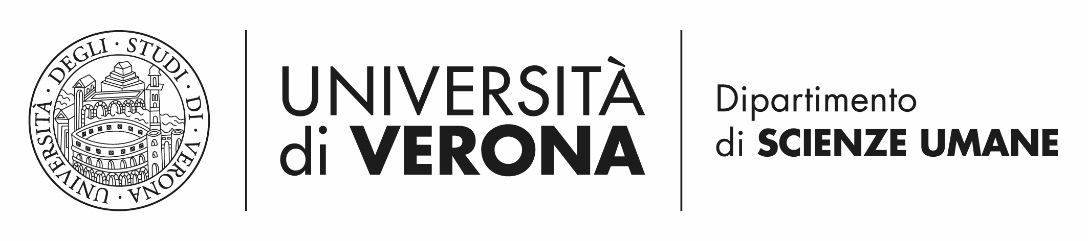 UNIVERSITÀ · DEGLI · STUDI · DI · VERONA ·
UNIVERSITÀ
di VERONA
Dipartimento
di SCIENZE UMANE